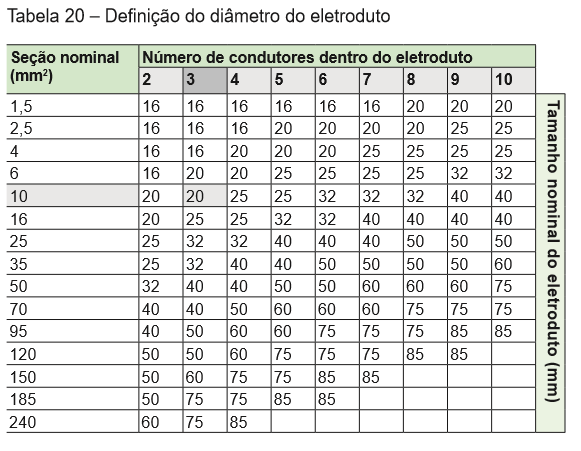 Tabela 20 – Definição do diâmetro do eletroduto
Seção nominal (mm²) Número de condutores dentro do eletroduto
2 3 4 5 6 7 8 9 10
1,5 16 16 16 16 16 16 20 20 20
2,5 16 16 16 20 20 20 20 25 25
4 16 16 20 20 20 25 25 25 25
6 16 20 20 25 25 25 25 32 32
10 20 20 25 25 32 32 32 40 40
16 20 25 25 32 32 40 40 40 40
25 25 32 32 40 40 40 50 50 50
35 25 32 40 40 50 50 50 50 60
50 32 40 40 50 50 60 60 60 75
70 40 40 50 60 60 60 75 75 75
95 40 50 60 60 75 75 75 85 85
120 50 50 60 75 75 75 85 85
150 50 60 75 75 85 85
185 50 75 75 85 85
240 60 75 85
Tamanho nominal do eletroduto (mm)